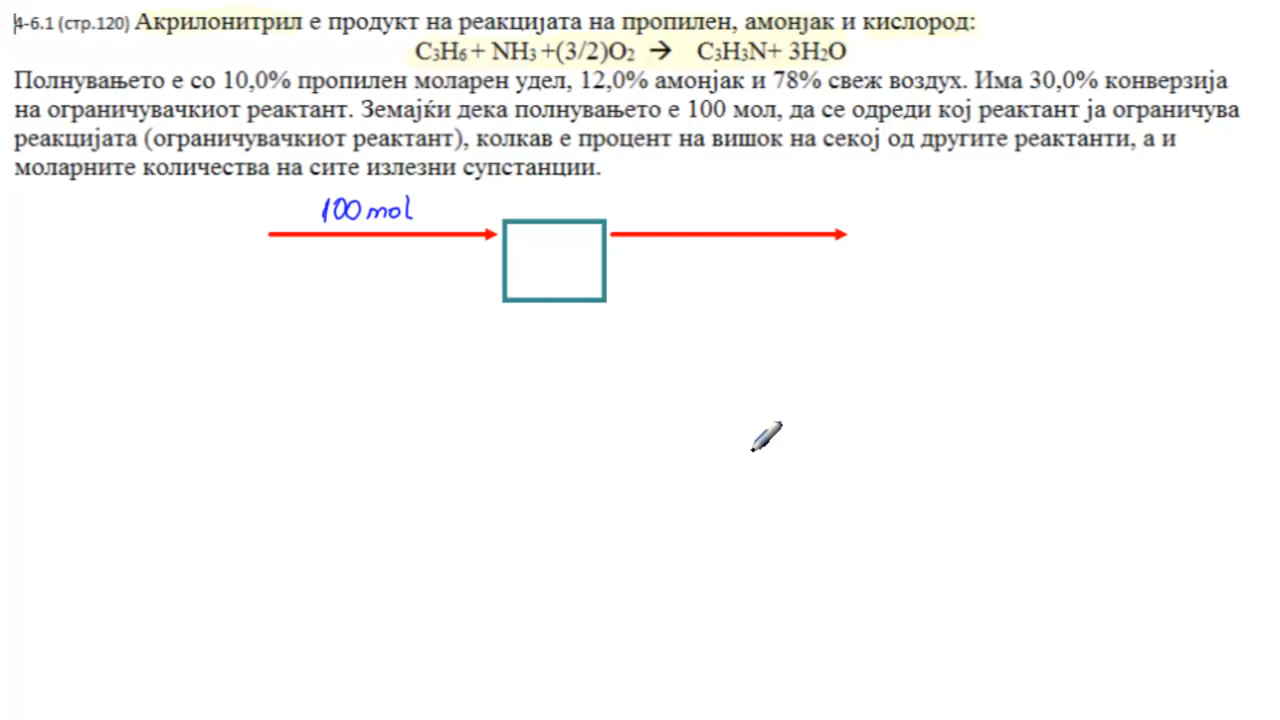 4-6.1 (стр.120) Акрилонитрил е продукт на реакцијата на пропилен, амонјак и кислород:
C3H6 + NH3 +(3/2)O2 → C3H3N+ 3H2O
Полнувањето е со 10,0% пропилен моларен удел, 12,0% амонјак и 78% свеж воздух. Има 30,0% конверзија
на ограничувачкиот реактант. Земајќи дека полнувањето е 100 мол, да се одреди кој реактант ја ограничува
реакцијата (ограничувачкиот реактант), колкав е процент на вишок на секој од другите реактанти, а и
моларните количества на сите излезни супстанции.
100 mol